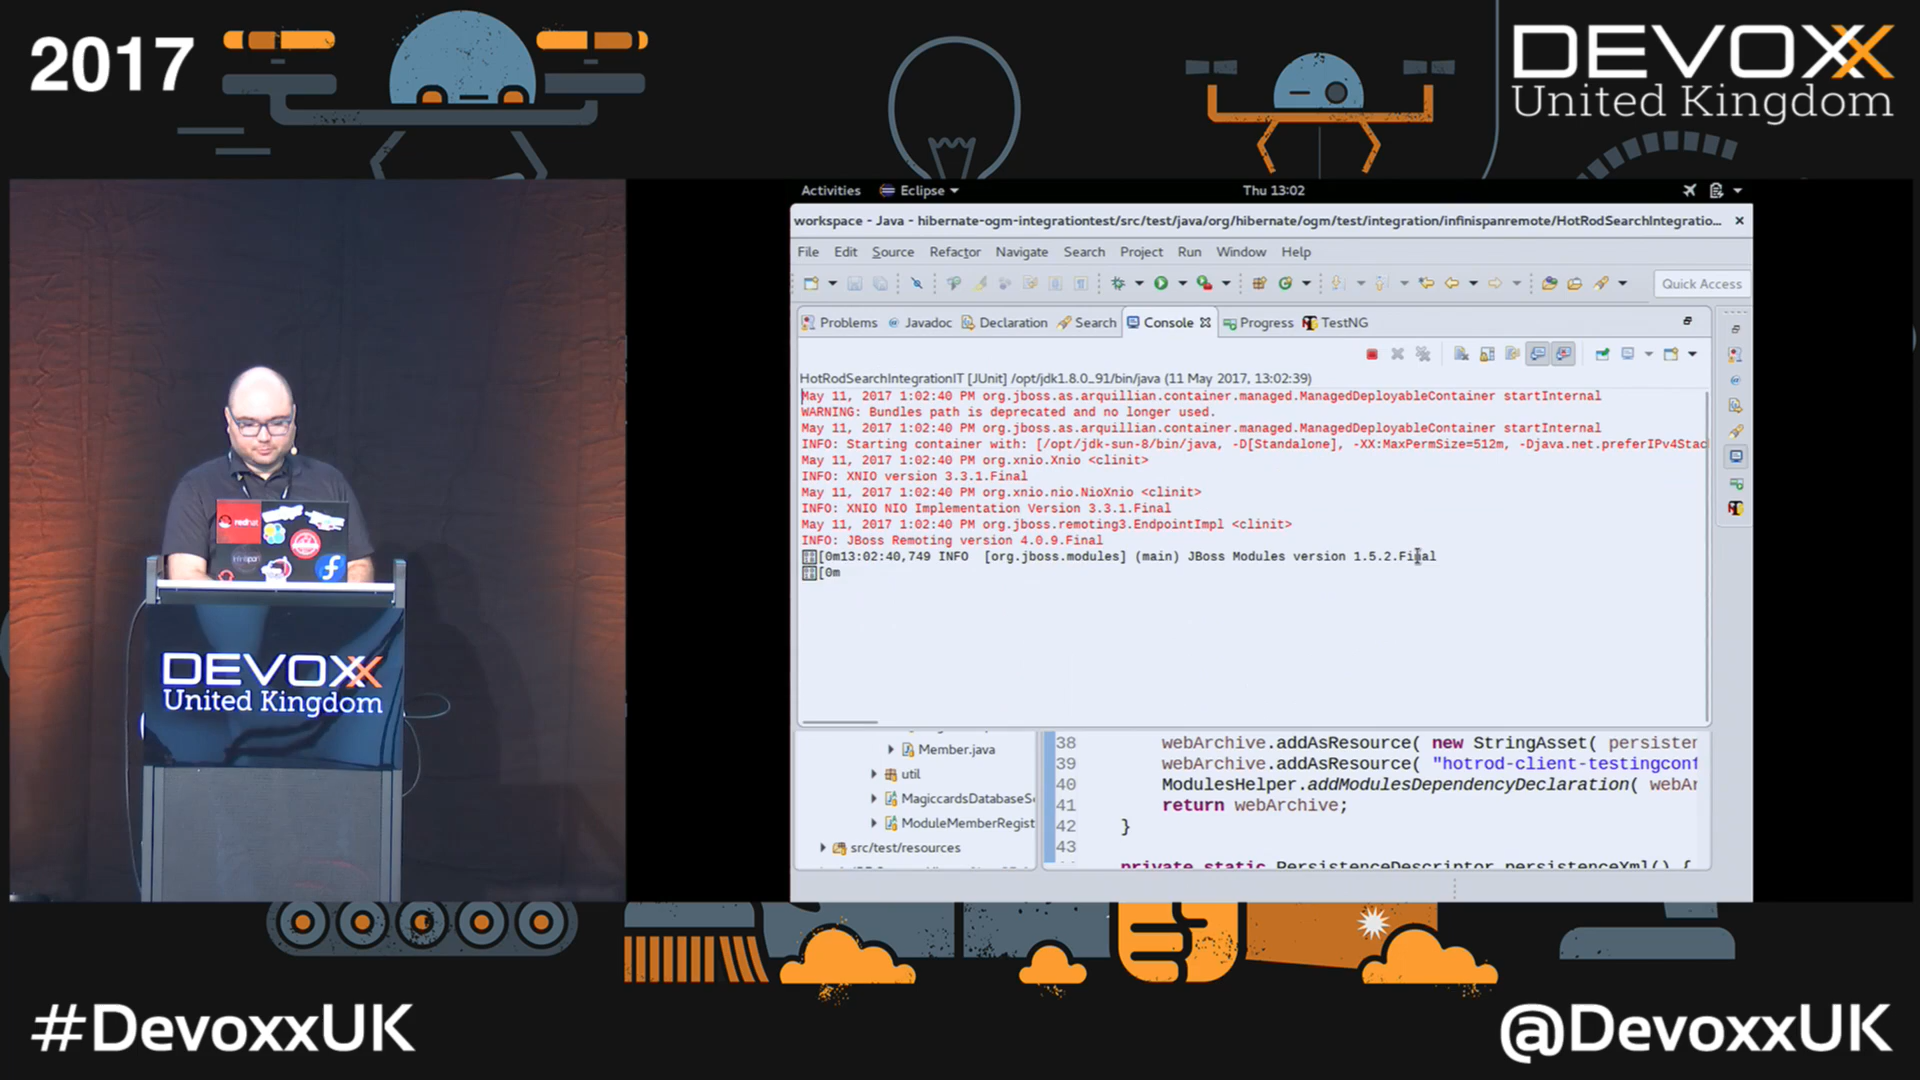 2017
DEVOXX
United Kingdom
Activities
Eclipse
Thu 13:02
workspace - Java - hibernate-ogm-integrationtest/src/test/java/org/hibernate/ogm/test/integration/infinispanremote/HotRodSearchIntegratio...
File Edit Source Refactor Navigate Search Project Run Window Help
Quick Access
Problems Javadoc Declaration Search Console Progress TestNG
HotRodSearchIntegrationIT [JUnit] /opt/jdk1.8.0_91/bin/java (11 May 2017, 13:02:39)
May 11, 2017 1:02:40 PM org.jboss.as.arquillian.container.managed.ManagedDeployableContainer startInternal
WARNING: Bundles path is deprecated and no longer used.
May 11, 2017 1:02:40 PM org.jboss.as.arquillian.container.managed.ManagedDeployableContainer startInternal
INFO: Starting container with: [/opt/jdk-sun-8/bin/java, -D[Standalone], -XX:MaxPermSize=512m, -Djava.net.preferIPv4Stac
May 11, 2017 1:02:40 PM org.xnio.Xnio <clinit>
INFO: XNIO version 3.3.1.Final
May 11, 2017 1:02:40 PM org.xnio.nio.NioXnio <clinit>
INFO: XNIO NIO Implementation Version 3.3.1.Final
May 11, 2017 1:02:40 PM org.jboss.remoting3.EndpointImpl <clinit>
INFO: JBoss Remoting version 4.0.9.Final
[0m13:02:40,749 INFO  [org.jboss.modules] (main) JBoss Modules version 1.5.2.Final
[0m
Member.java
util
MagiccardsDatabaseS
ModuleMemberRegist
src/test/resources
38 webArchive.addAsResource( new StringAsset( persister
39 webArchive.addAsResource( "hotrod-client-testingconf
40 ModulesHelper.addModulesDependencyDeclaration( webAr
41 return webArchive;
42 }
43
private static PersistenceDescriptor persistenceXml() {
redhat
DEVOXX
United Kingdom
#DevoxxUK
@DevoxxUK